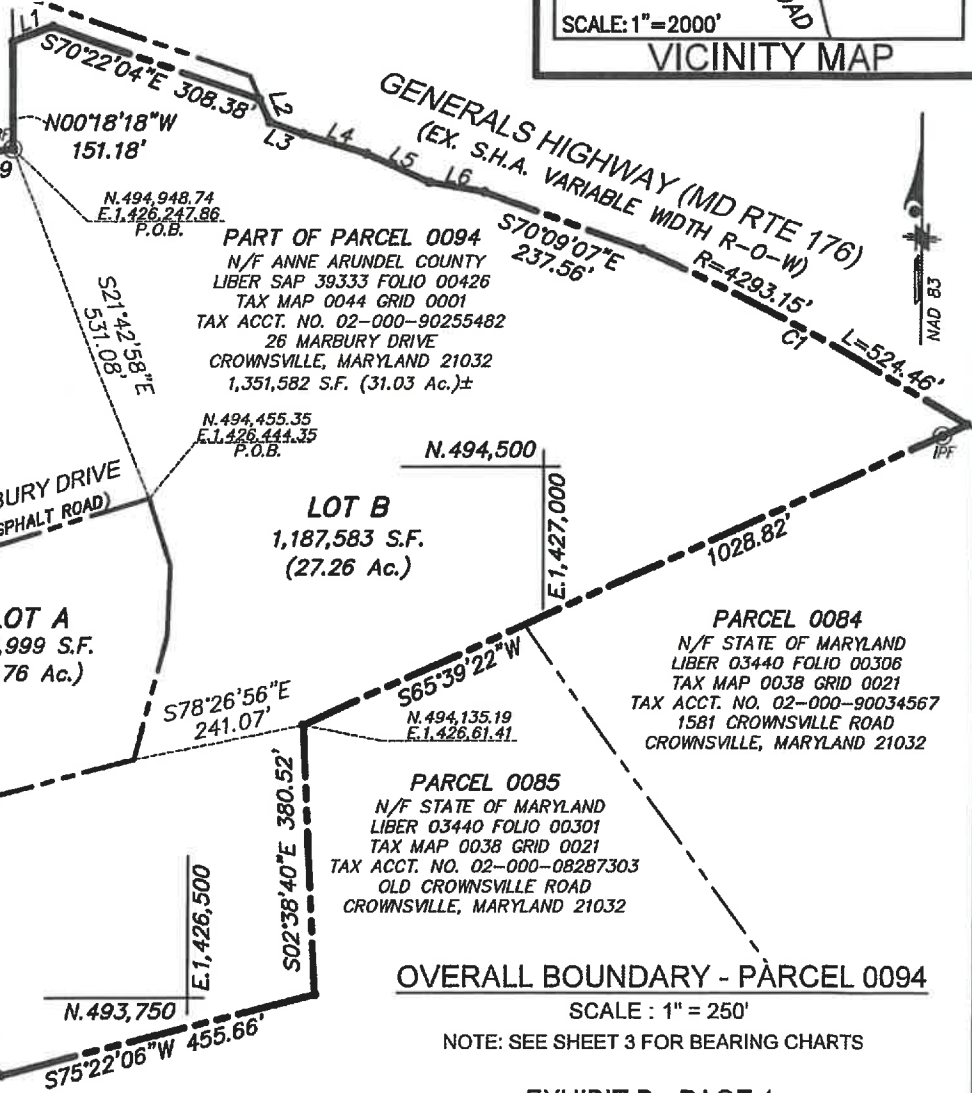 SCALE: 1"=2000'
ROAD
VICINITY MAP
L1
S70°22'04"E 308.38'
L2
L3
L4
L5
L6
GENERALS HIGHWAY (MD RTE 176)
(EX. S.H.A. VARIABLE WIDTH R-O-W)
N00°18'18"W
151.18'
9
N.494,948.74
E.1,426,247.86
P.O.B.
S70°09'07"E
237.56'
R=4293.15'
C1
L=524.46'
NAD 83
PART OF PARCEL 0094
N/F ANNE ARUNDEL COUNTY
LIBER SAP 39333 FOLIO 00426
TAX MAP 0044 GRID 0001
TAX ACCT. NO. 02-000-90255482
26 MARBURY DRIVE
CROWNSVILLE, MARYLAND 21032
1,351,582 S.F. (31.03 Ac.)±
S21°42'58"E
531.08'
N.494,455.35
E.1,426,444.35
P.O.B.
N.494,500
E.1,427,000
IPF
BURY DRIVE
SPHALT ROAD)
LOT B
1,187,583 S.F.
(27.26 Ac.)
1028.82'
LOT A
,999 S.F.
76 Ac.)
S78°26'56"E
241.07'
S65°39'22"W
N.494,135.19
E.1,426,61.41
PARCEL 0084
N/F STATE OF MARYLAND
LIBER 03440 FOLIO 00306
TAX MAP 0038 GRID 0021
TAX ACCT. NO. 02-000-90034567
1581 CROWNSVILLE ROAD
CROWNSVILLE, MARYLAND 21032
S02°38'40"E 380.52'
PARCEL 0085
N/F STATE OF MARYLAND
LIBER 03440 FOLIO 00301
TAX MAP 0038 GRID 0021
TAX ACCT. NO. 02-000-08287303
OLD CROWNSVILLE ROAD
CROWNSVILLE, MARYLAND 21032
E.1,426,500
N.493,750
S75°22'06"W 455.66'
OVERALL BOUNDARY - PARCEL 0094
SCALE : 1" = 250'
NOTE: SEE SHEET 3 FOR BEARING CHARTS